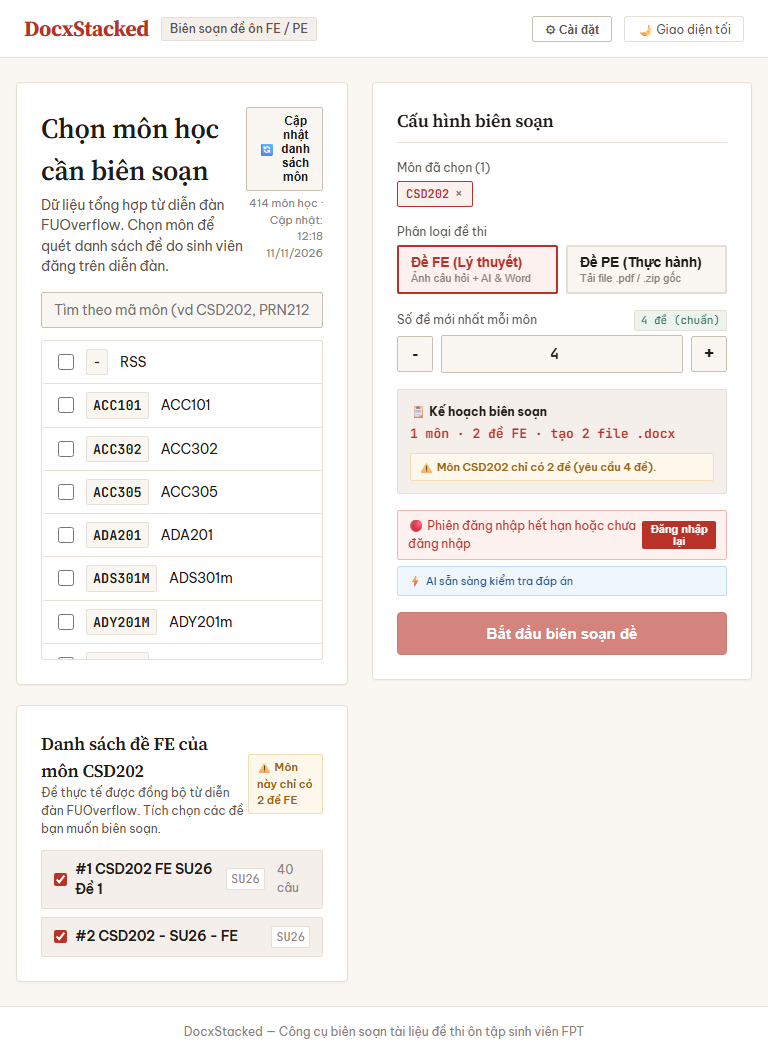 DocxStacked
Biên soạn đề ôn FE / PE
⚙ Cài đặt
🌙 Giao diện tối
Chọn môn học
cần biên soạn
Dữ liệu tổng hợp từ diễn đàn
FUOverflow. Chọn môn để
quét danh sách đề do sinh viên
đăng trên diễn đàn.
🔄 Cập
nhật
danh
sách
môn
414 môn học ·
Cập nhật:
12:18
11/11/2026
Tìm theo mã môn (vd CSD202, PRN212
- RSS
ACC101 ACC101
ACC302 ACC302
ACC305 ACC305
ADA201 ADA201
ADS301M ADS301m
ADY201M ADY201m
Cấu hình biên soạn
Môn đã chọn (1)
CSD202 ×
Phân loại đề thi
Đề FE (Lý thuyết)
Ảnh câu hỏi + AI & Word
Đề PE (Thực hành)
Tải file .pdf / .zip gốc
Số đề mới nhất mỗi môn
4 đề (chuẩn)
- 4 +
📋 Kế hoạch biên soạn
1 môn · 2 đề FE · tạo 2 file .docx
⚠️ Môn CSD202 chỉ có 2 đề (yêu cầu 4 đề).
🔴 Phiên đăng nhập hết hạn hoặc chưa
đăng nhập
Đăng nhập
lại
⚡ AI sẵn sàng kiểm tra đáp án
Bắt đầu biên soạn đề
Danh sách đề FE của
môn CSD202
Đề thực tế được đồng bộ từ diễn
đàn FUOverflow. Tích chọn các đề
bạn muốn biên soạn.
⚠️ Môn
này chỉ có
2 đề FE
#1 CSD202 FE SU26
Đề 1
SU26
40
câu
#2 CSD202 - SU26 - FE
SU26
DocxStacked — Công cụ biên soạn tài liệu đề thi ôn tập sinh viên FPT